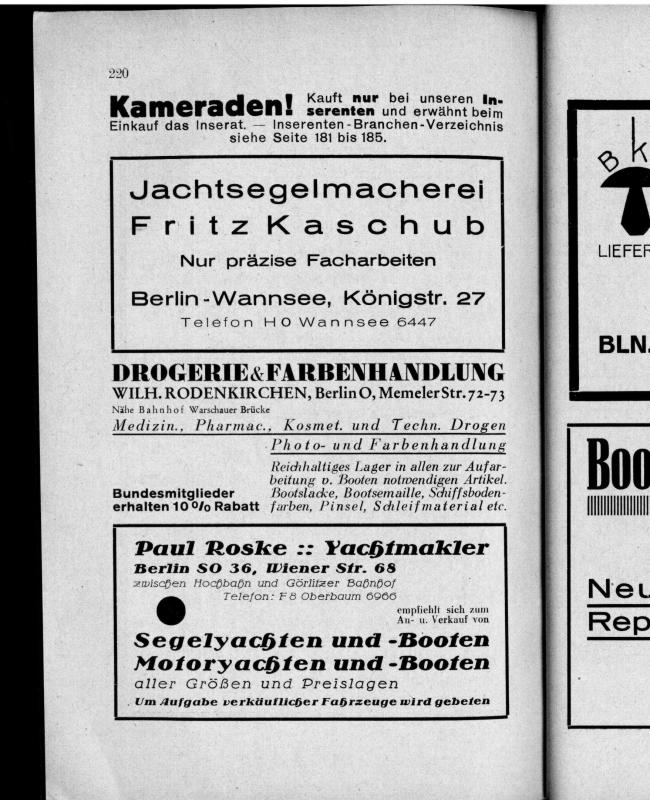 220
Kameraden! Kauft nur bei unseren In-
serenten und erwähnt beim
Einkauf das Inserat. — Inserenten-Branchen-Verzeichnis
siehe Seite 181 bis 185.
Jachtsegelmacherei
Fritz Kaschub
Nur präzise Facharbeiten
Berlin-Wannsee, Königstr. 27
Telefon H0 Wannsee 6447
DROGERIE & FARBENHANDLUNG
WILH. RODENKIRCHEN, Berlin O, Memeler Str. 72-73
Nähe Bahnhof Warschauer Brücke
Medizin., Pharmac., Kosmet. und Techn. Drogen
Photo- und Farbenhandlung
Reichhaltiges Lager in allen zur Aufar-
beitung v. Booten notwendigen Artikel.
Bootslacke, Bootsemaille, Schiffsboden-
farben, Pinsel, Schleifmaterial etc.
Bundesmitglieder
erhalten 10 % Rabatt
Paul Roske :: Yachtmakler
Berlin SO 36, Wiener Str. 68
zwischen Hochbahn und Görlitzer Bahnhof
Telefon: F8 Oberbaum 6966
empfiehlt sich zum
An- u. Verkauf von
Segelyachten und -Booten
Motoryachten und -Booten
aller Größen und Preislagen
Um Aufgabe verkäuflicher Fahrzeuge wird gebeten
B K
LIEFER
BLN.
Boo
Neu
Rep